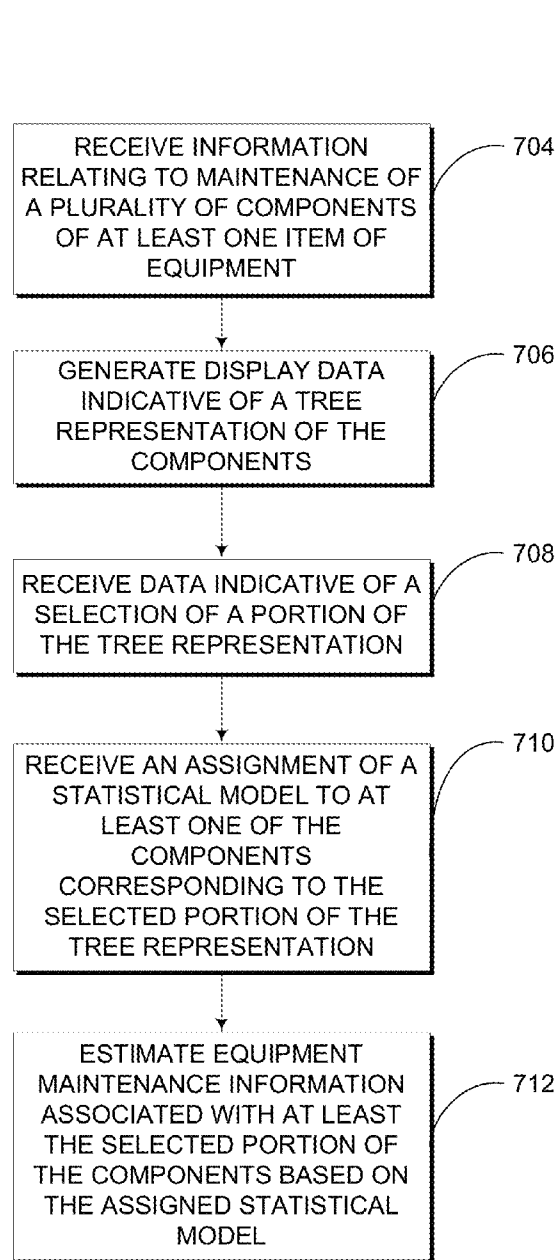 RECEIVE INFORMATION
RELATING TO MAINTENANCE OF
A PLURALITY OF COMPONENTS
OF AT LEAST ONE ITEM OF
EQUIPMENT
704
GENERATE DISPLAY DATA
INDICATIVE OF A TREE
REPRESENTATION OF THE
COMPONENTS
706
RECEIVE DATA INDICATIVE OF A
SELECTION OF A PORTION OF
THE TREE REPRESENTATION
708
RECEIVE AN ASSIGNMENT OF A
STATISTICAL MODEL TO AT
LEAST ONE OF THE
COMPONENTS
CORRESPONDING TO THE
SELECTED PORTION OF THE
TREE REPRESENTATION
710
ESTIMATE EQUIPMENT
MAINTENANCE INFORMATION
ASSOCIATED WITH AT LEAST
THE SELECTED PORTION OF
THE COMPONENTS BASED ON
THE ASSIGNED STATISTICAL
MODEL
712